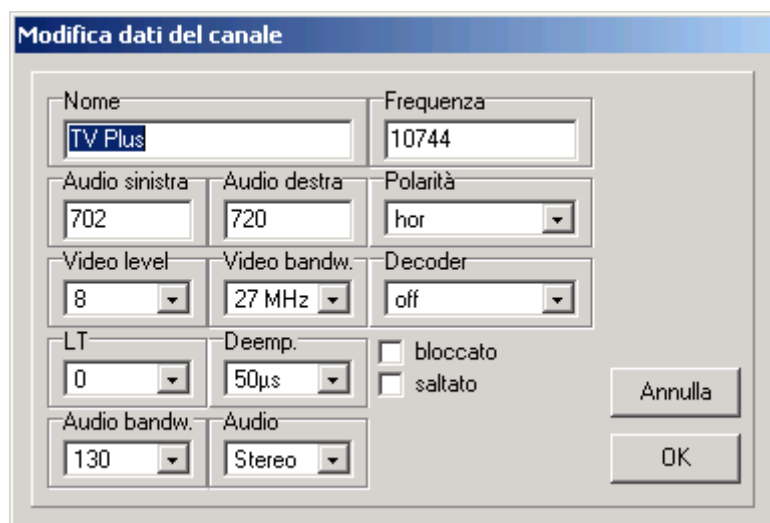 Modifica dati del canale
Nome Frequenza
TV Plus 10744
Audio sinistra Audio destra Polarità
702 720 hor
Video level Video bandw. Decoder
8 27 MHz off
LT Deemp. bloccato
0 50µs saltato Annulla
Audio bandw. Audio
130 Stereo OK